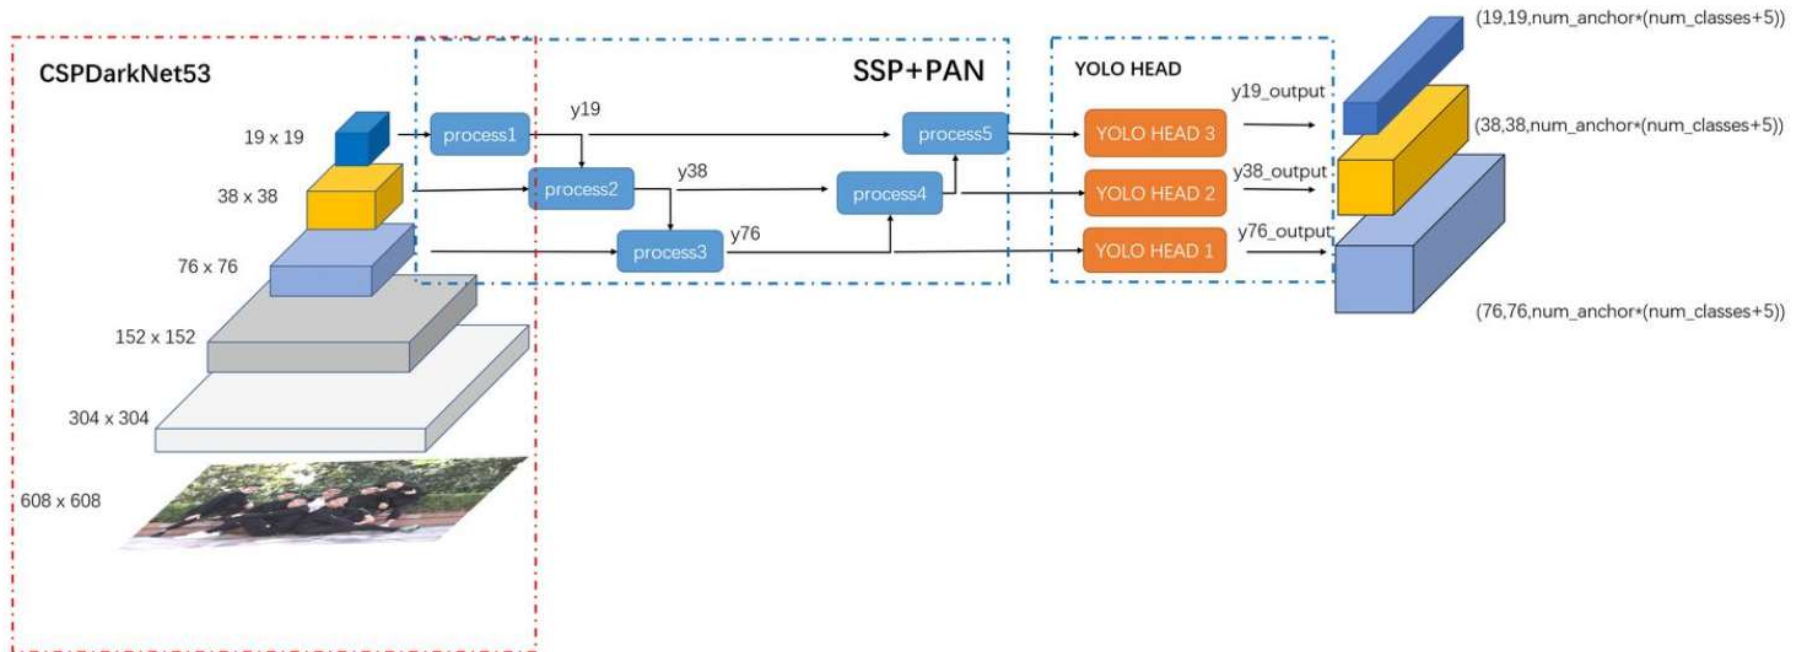 CSPDarkNet53
19 x 19
38 x 38
76 x 76
152 x 152
304 x 304
608 x 608
SSP+PAN
process1
y19
process5
process2
y38
process4
process3
y76
YOLO HEAD
YOLO HEAD 3
YOLO HEAD 2
YOLO HEAD 1
y19_output
y38_output
y76_output
(19,19,num_anchor*(num_classes+5))
(38,38,num_anchor*(num_classes+5))
(76,76,num_anchor*(num_classes+5))